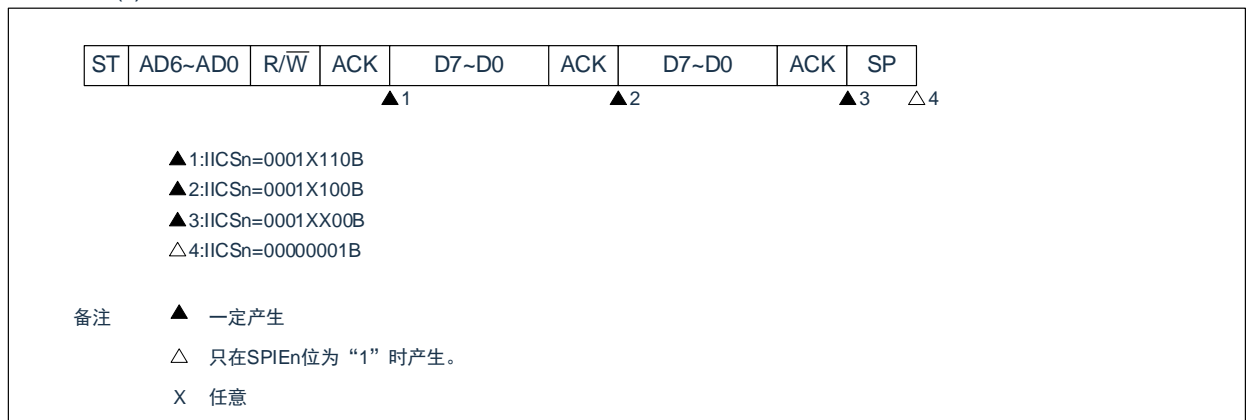 ST AD6~AD0 R/W̅ ACK D7~D0 ACK D7~D0 ACK SP
▲1 ▲2 ▲3 △4
▲1:IICSn=0001X110B
▲2:IICSn=0001X100B
▲3:IICSn=0001XX00B
△4:IICSn=00000001B
备注 ▲ 一定产生
△ 只在SPIEn位为“1”时产生。
X 任意